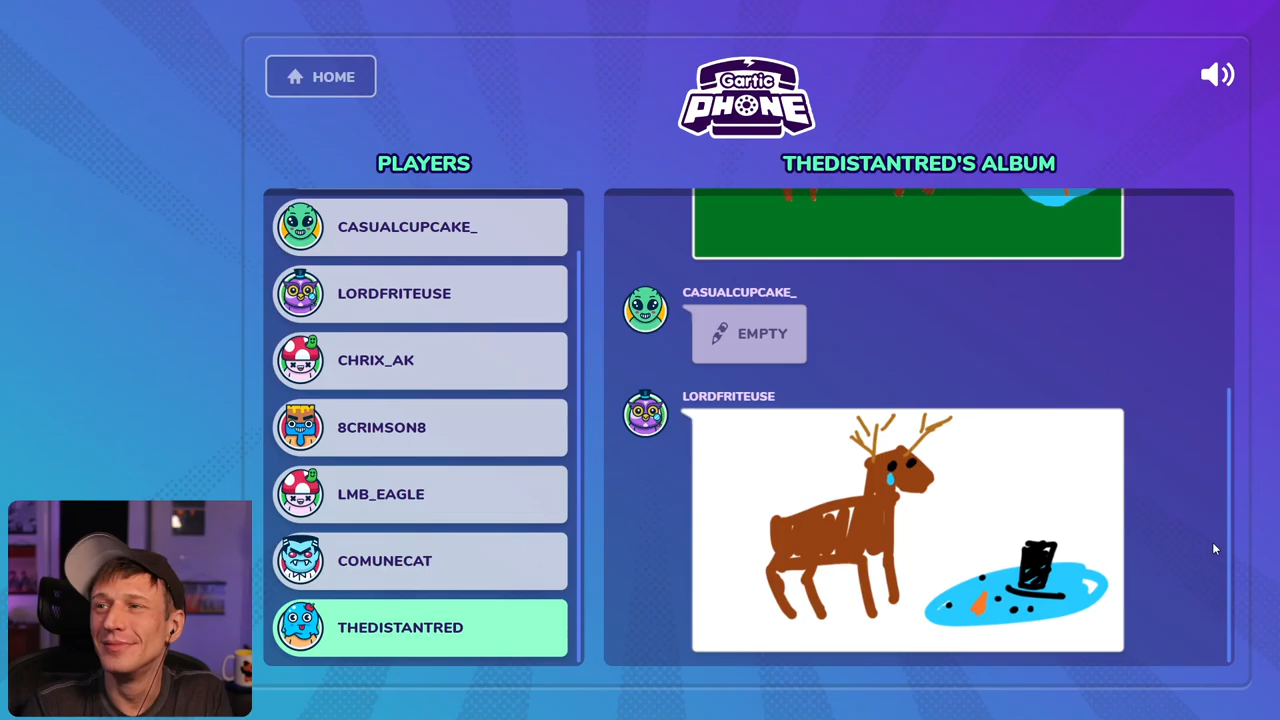 HOME
Gartic
PHONE
PLAYERS
THEDISTANTRED'S ALBUM
CASUALCUPCAKE_
LORDFRITEUSE
CHRIX_AK
8CRIMSON8
LMB_EAGLE
COMUNECAT
THEDISTANTRED
CASUALCUPCAKE_
EMPTY
LORDFRITEUSE